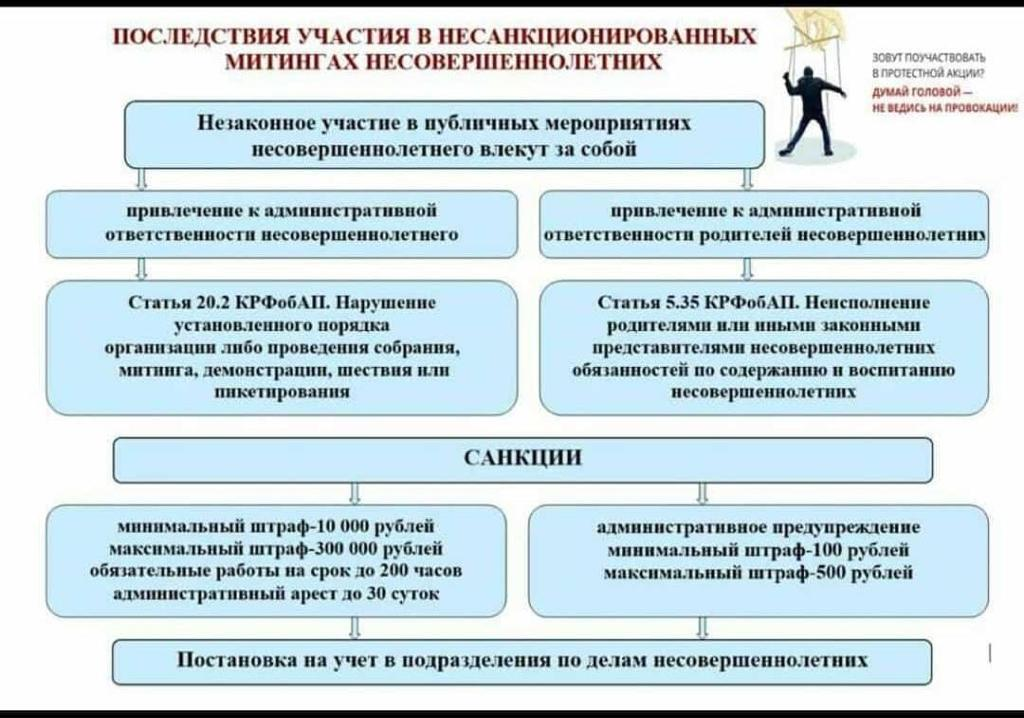 ПОСЛЕДСТВИЯ УЧАСТИЯ В НЕСАНКЦИОНИРОВАННЫХ
МИТИНГАХ НЕСОВЕРШЕННОЛЕТНИХ
ЗОВУТ ПОУЧАСТВОВАТЬ
В ПРОТЕСТНОЙ АКЦИИ?
ДУМАЙ ГОЛОВОЙ —
НЕ ВЕДИСЬ НА ПРОВОКАЦИИ!
Незаконное участие в публичных мероприятиях
несовершеннолетнего влекут за собой
привлечение к административной
ответственности несовершеннолетнего
привлечение к административной
ответственности родителей несовершеннолетних
Статья 20.2 КРФобАП. Нарушение
установленного порядка
организации либо проведения собрания,
митинга, демонстрации, шествия или
пикетирования
Статья 5.35 КРФобАП. Неисполнение
родителями или иными законными
представителями несовершеннолетних
обязанностей по содержанию и воспитанию
несовершеннолетних
САНКЦИИ
минимальный штраф-10 000 рублей
максимальный штраф-300 000 рублей
обязательные работы на срок до 200 часов
административный арест до 30 суток
административное предупреждение
минимальный штраф-100 рублей
максимальный штраф-500 рублей
Постановка на учет в подразделения по делам несовершеннолетних